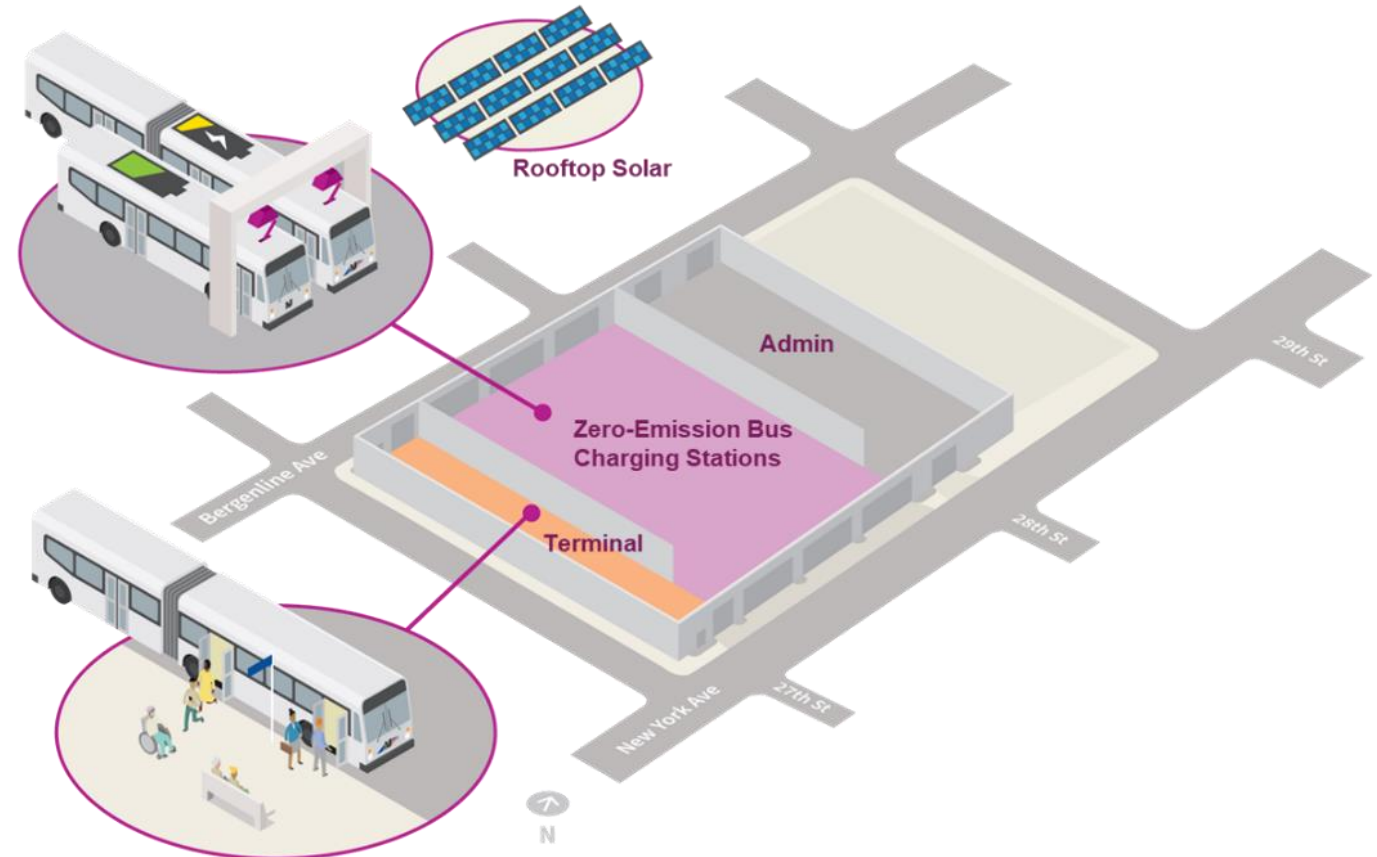 Rooftop Solar
Admin
29th St
Zero-Emission Bus
Charging Stations
Bergenline Ave
28th St
Terminal
New York Ave
27th St
N